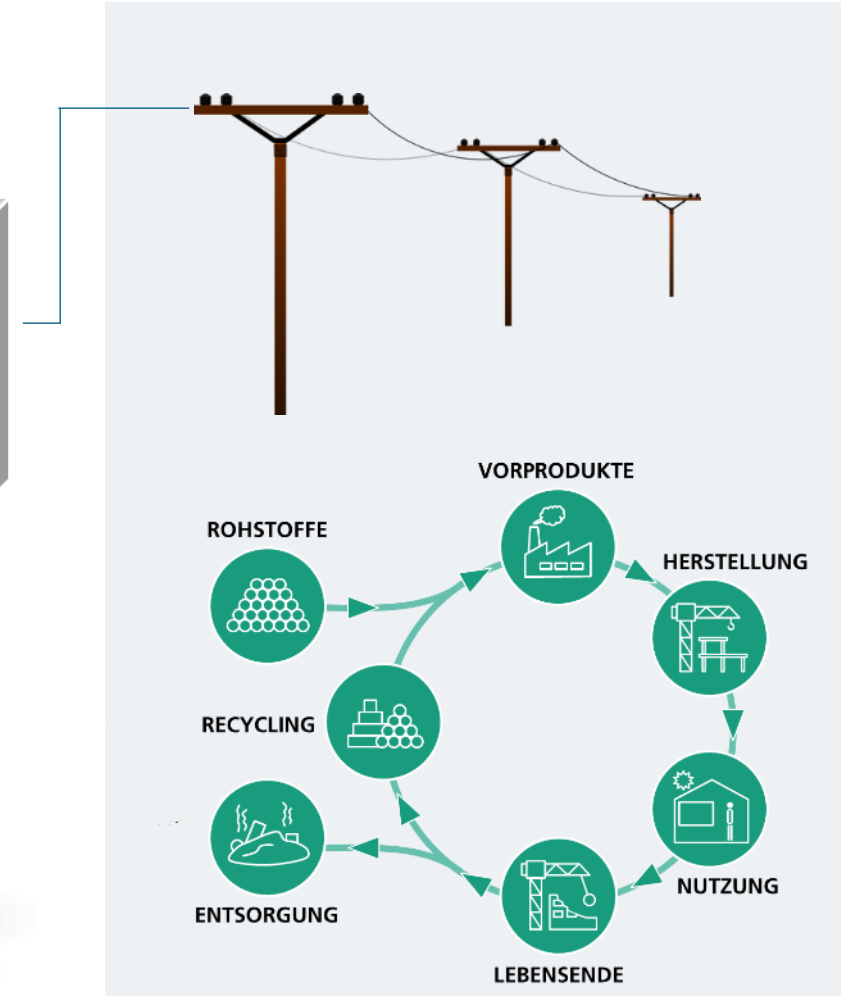 VORPRODUKTE
ROHSTOFFE
HERSTELLUNG
RECYCLING
NUTZUNG
ENTSORGUNG
LEBENSENDE